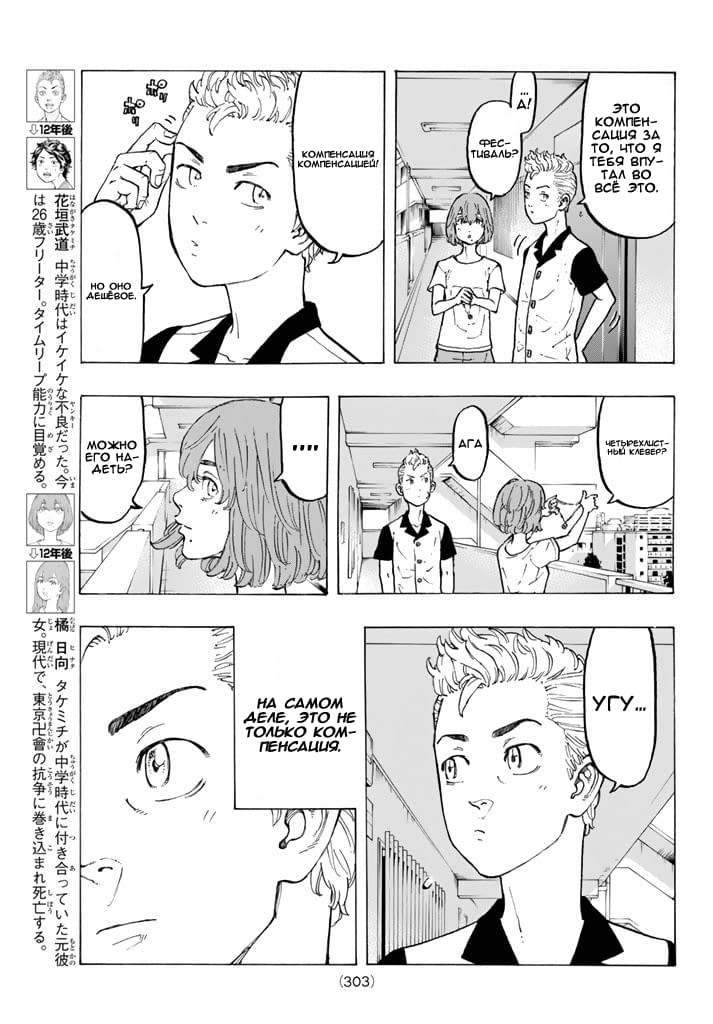 ЭТО
КОМПЕН-
САЦИЯ ЗА
ТО, ЧТО Я
ТЕБЯ ВПУ-
ТАЛ ВО
ВСЁ ЭТО.
...
А!
ФЕС-
ТИВАЛЬ?
КОМПЕНСАЦИЯ
КОМПЕНСАЦИЕЙ!
ポリ
ポリ
НО ОНО
ДЕШЁВОЕ.
ЧЕТЫРЕХЛИСТ-
НЫЙ КЛЕВЕР?
АГА
....
МОЖНО
ЕГО НА-
ДЕТЬ?
УГУ...
НА САМОМ
ДЕЛЕ, ЭТО НЕ
ТОЛЬКО КОМ-
ПЕНСАЦИЯ.
⇩12年後
花垣武道 中学時代はイケイケな不良だった。今
は26歳フリーター。タイムリープ能力に目覚める。
⇩12年後
橘 日向 タケミチが中学時代に付き合っていた元彼
女。現代で、東京卍會の抗争に巻き込まれ死亡する。
(303)